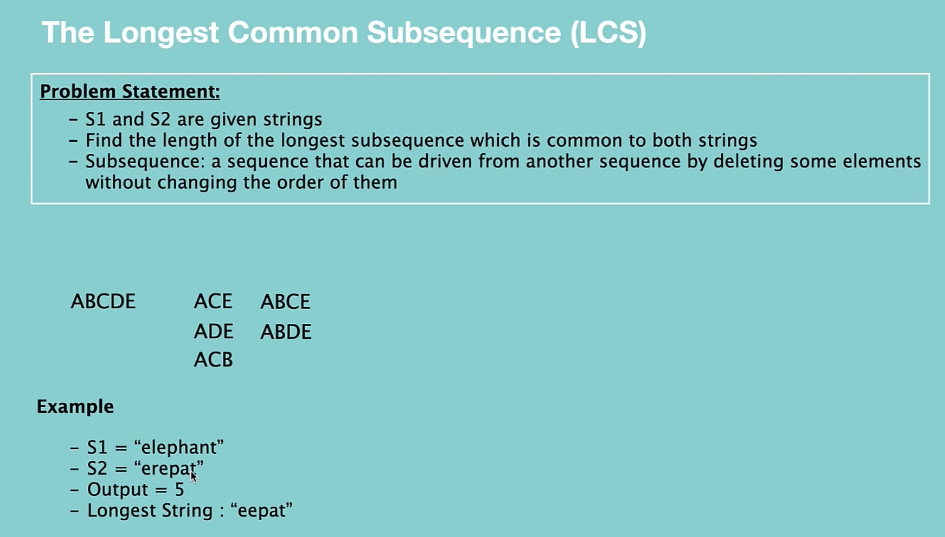 The Longest Common Subsequence (LCS)
Problem Statement:
– S1 and S2 are given strings
– Find the length of the longest subsequence which is common to both strings
– Subsequence: a sequence that can be driven from another sequence by deleting some elements
without changing the order of them
ABCDE ACE ABCE
ADE ABDE
ACB
Example
– S1 = “elephant”
– S2 = “erepat”
– Output = 5
– Longest String : “eepat”